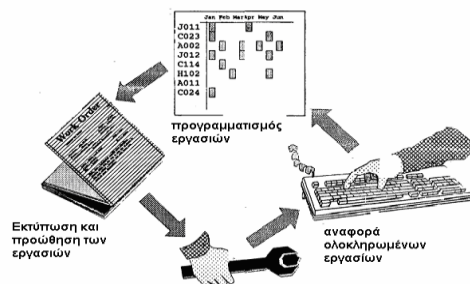 Jan Feb Mar Apr May Jun
J011
C023
A002
J012
C114
H102
A011
C024
προγραμματισμός
εργασιών
Work Order
Εκτύπωση και
προώθηση των
εργασιών
αναφορά
ολοκληρωμένων
εργασίων